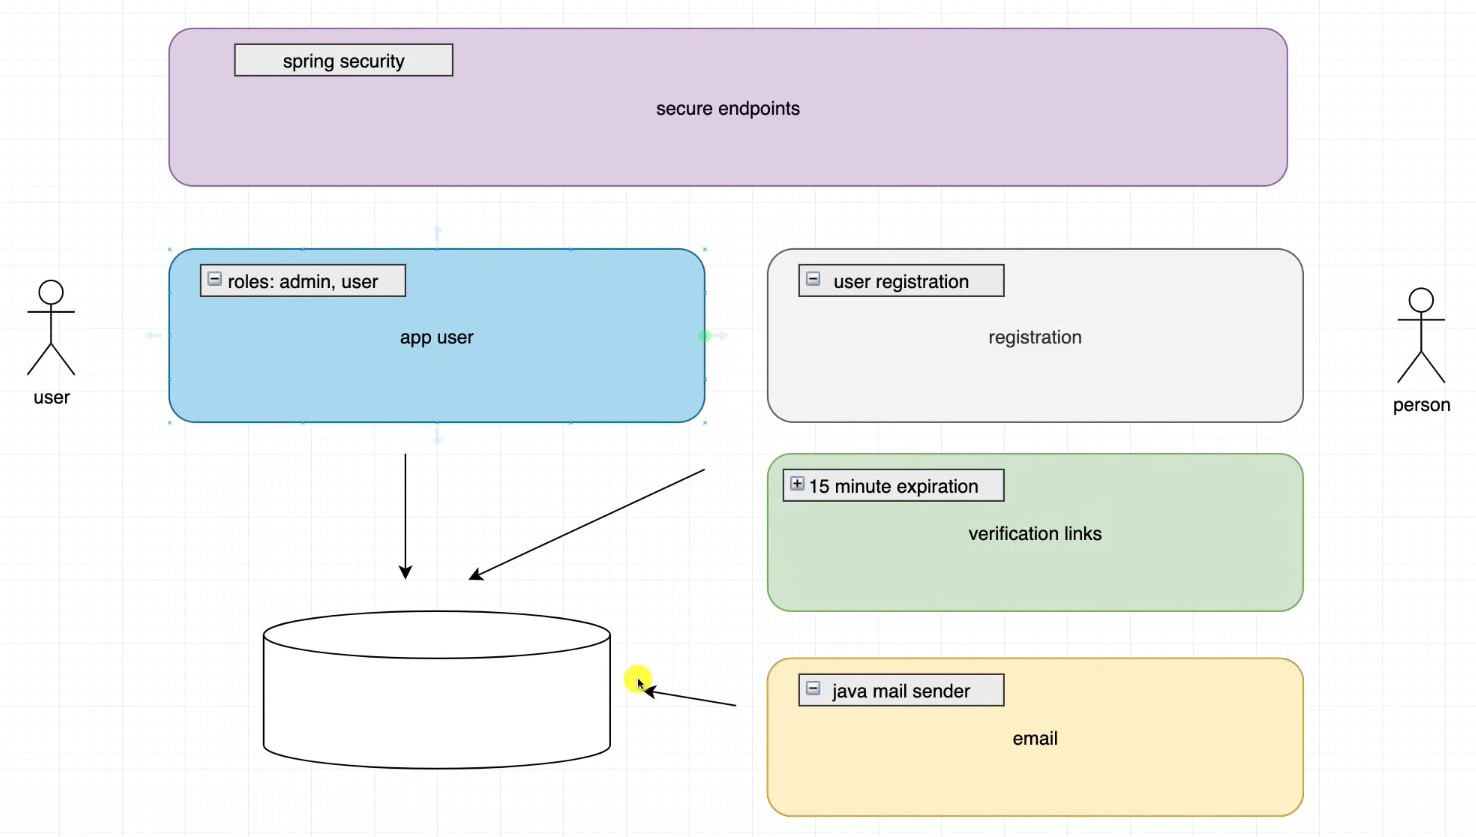 spring security
secure endpoints
roles: admin, user
app user
user registration
registration
user
person
15 minute expiration
verification links
java mail sender
email